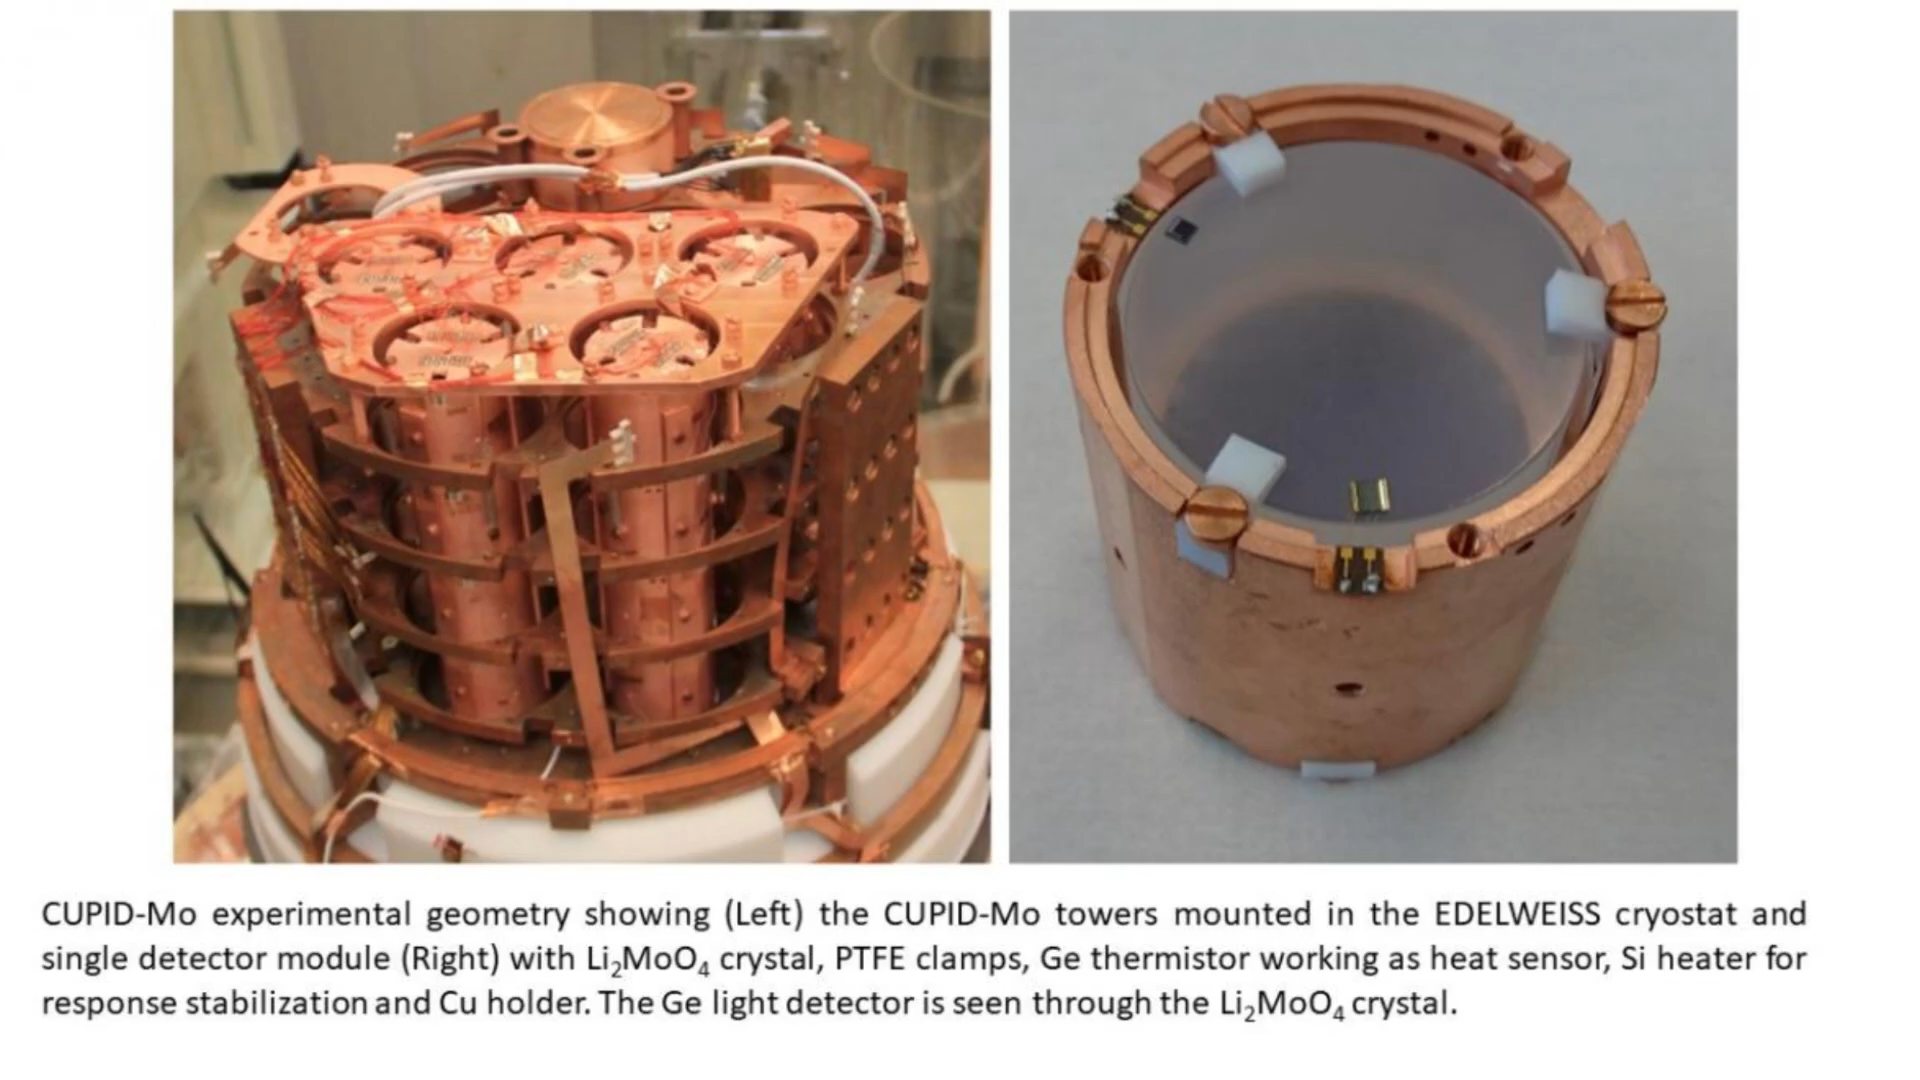 CUPID-Mo experimental geometry showing (Left) the CUPID-Mo towers mounted in the EDELWEISS cryostat and
single detector module (Right) with Li₂MoO₄ crystal, PTFE clamps, Ge thermistor working as heat sensor, Si heater for
response stabilization and Cu holder. The Ge light detector is seen through the Li₂MoO₄ crystal.